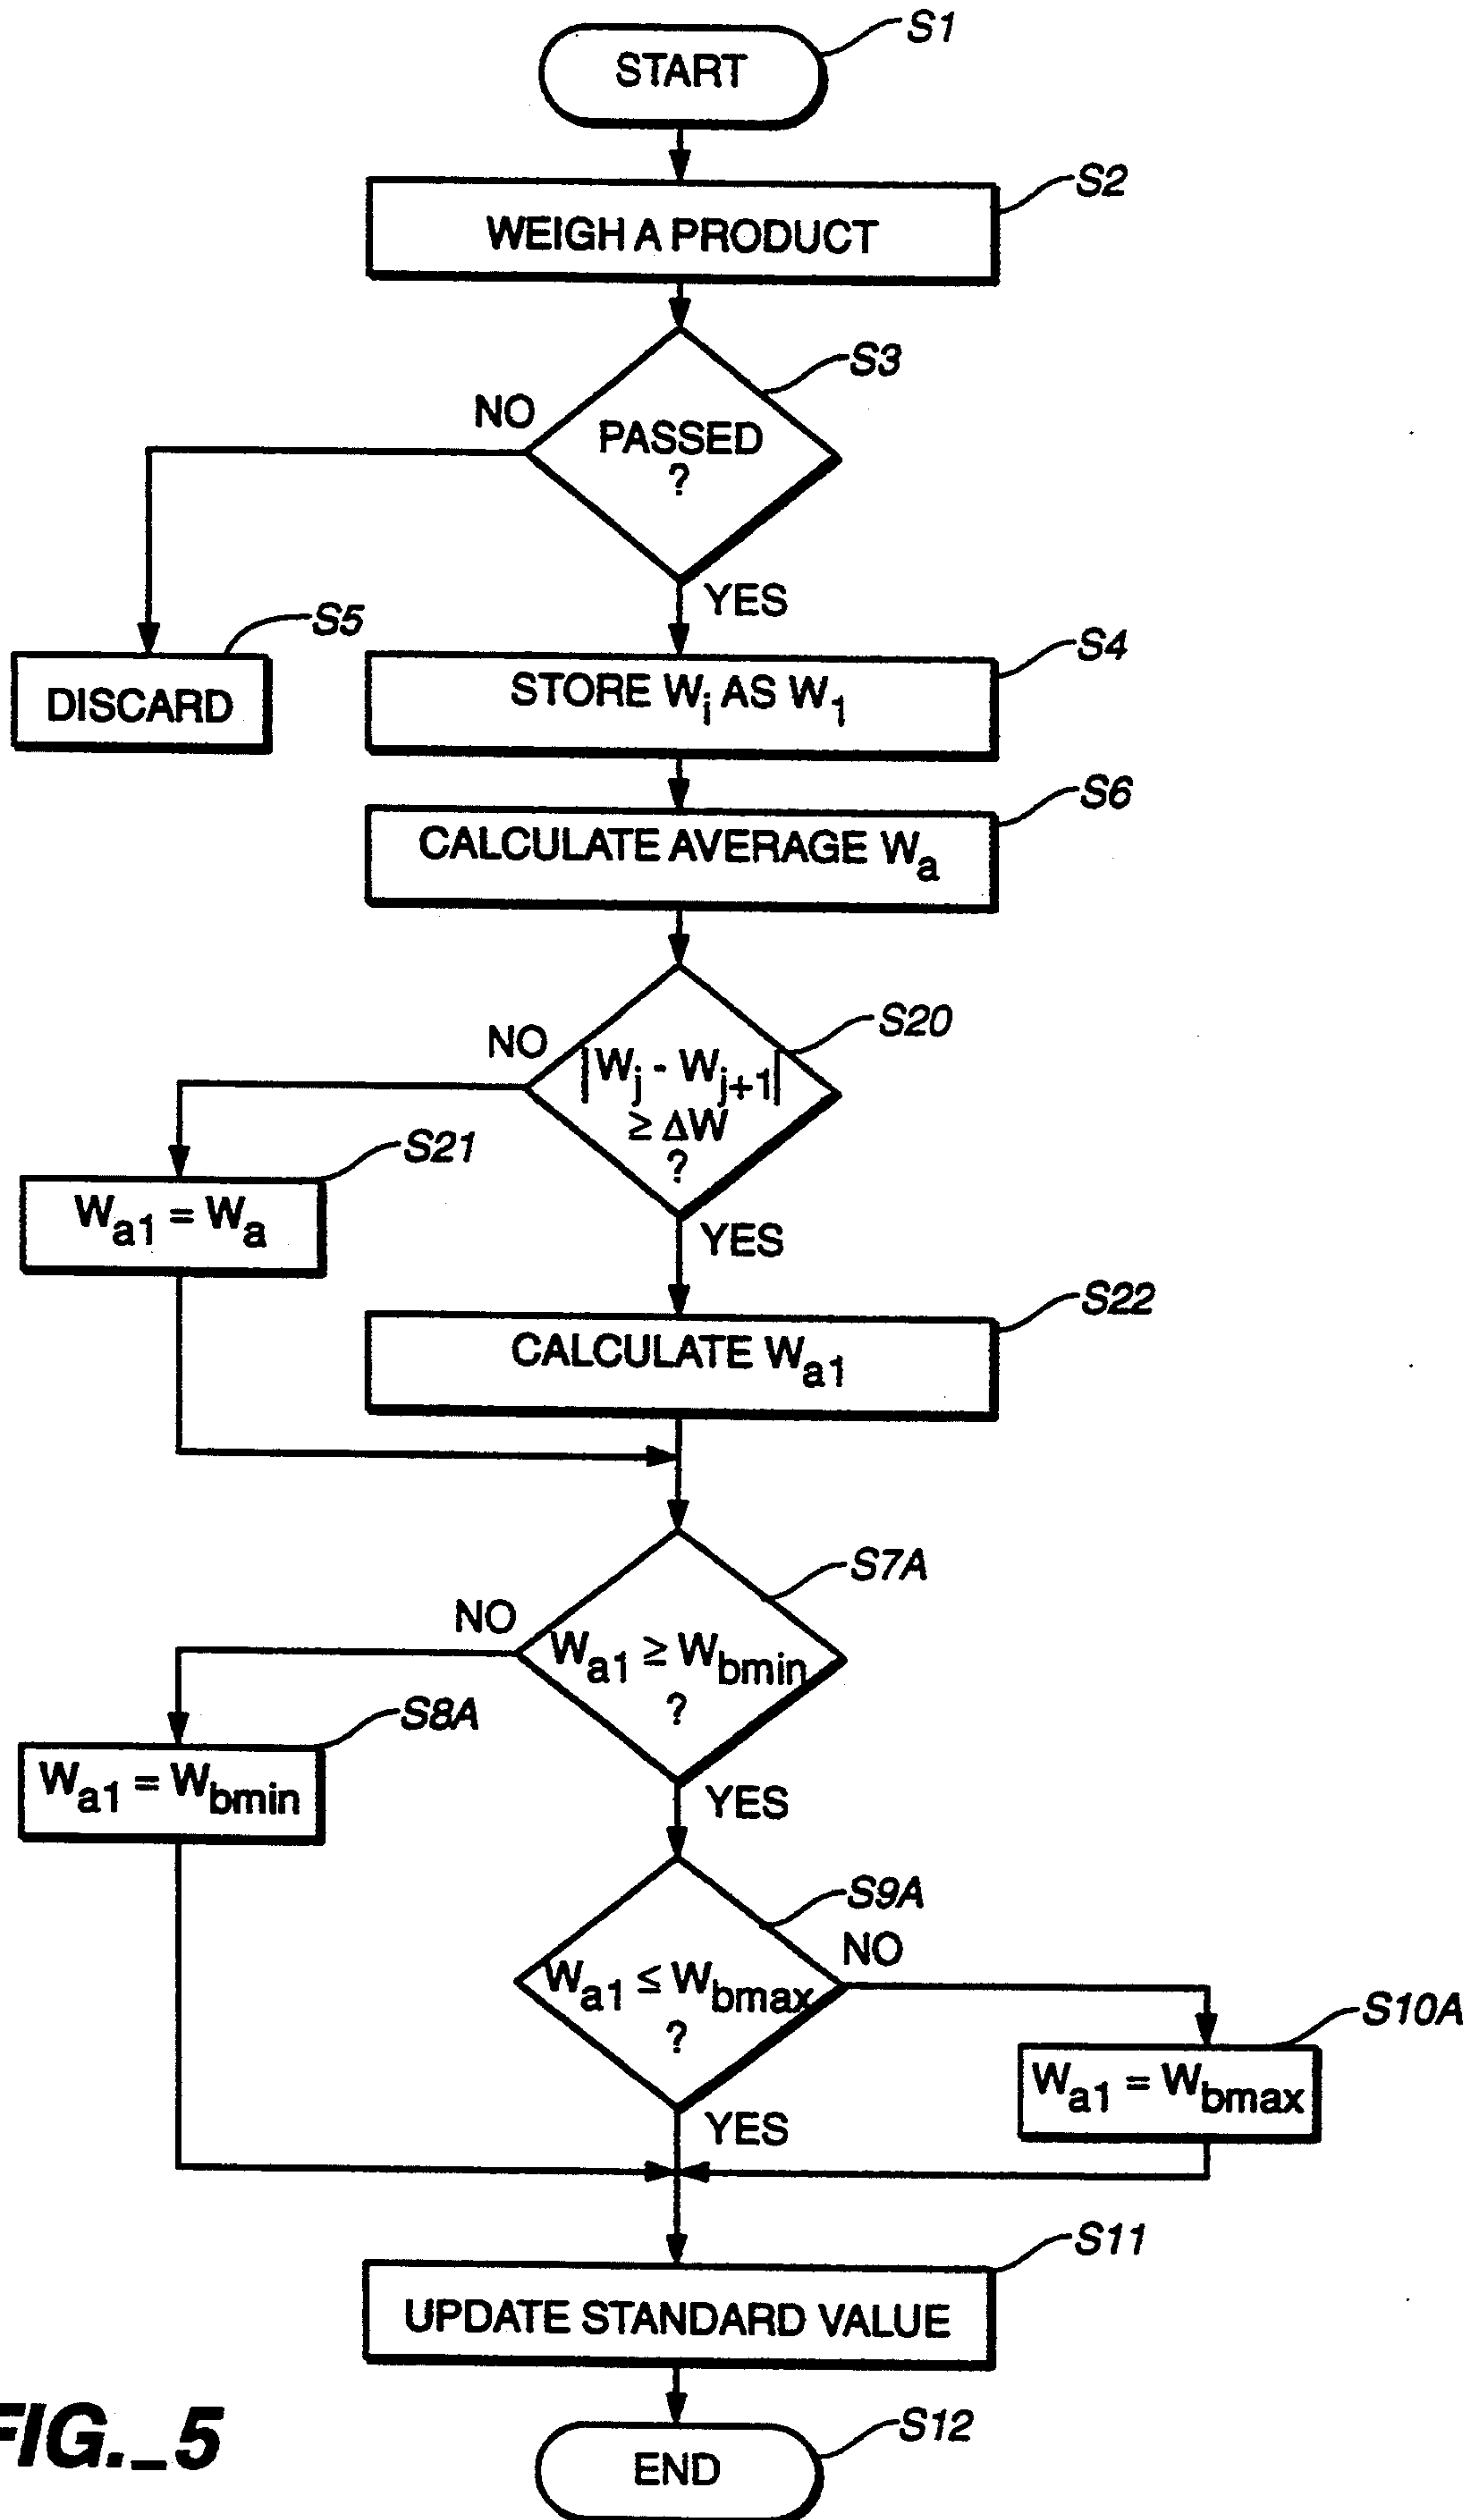 S1
START
S2
WEIGH A PRODUCT
S3
NO
PASSED
?
YES
S5
DISCARD
S4
STORE Wi AS W1
S6
CALCULATE AVERAGE Wa
S20
NO
|Wj - Wj+1|
≥ ΔW
?
YES
S21
Wa1 = Wa
S22
CALCULATE Wa1
S7A
NO
Wa1 ≥ Wbmin
?
YES
S8A
Wa1 = Wbmin
S9A
NO
Wa1 ≤ Wbmax
?
YES
S10A
Wa1 = Wbmax
S11
UPDATE STANDARD VALUE
S12
END
FIG._5